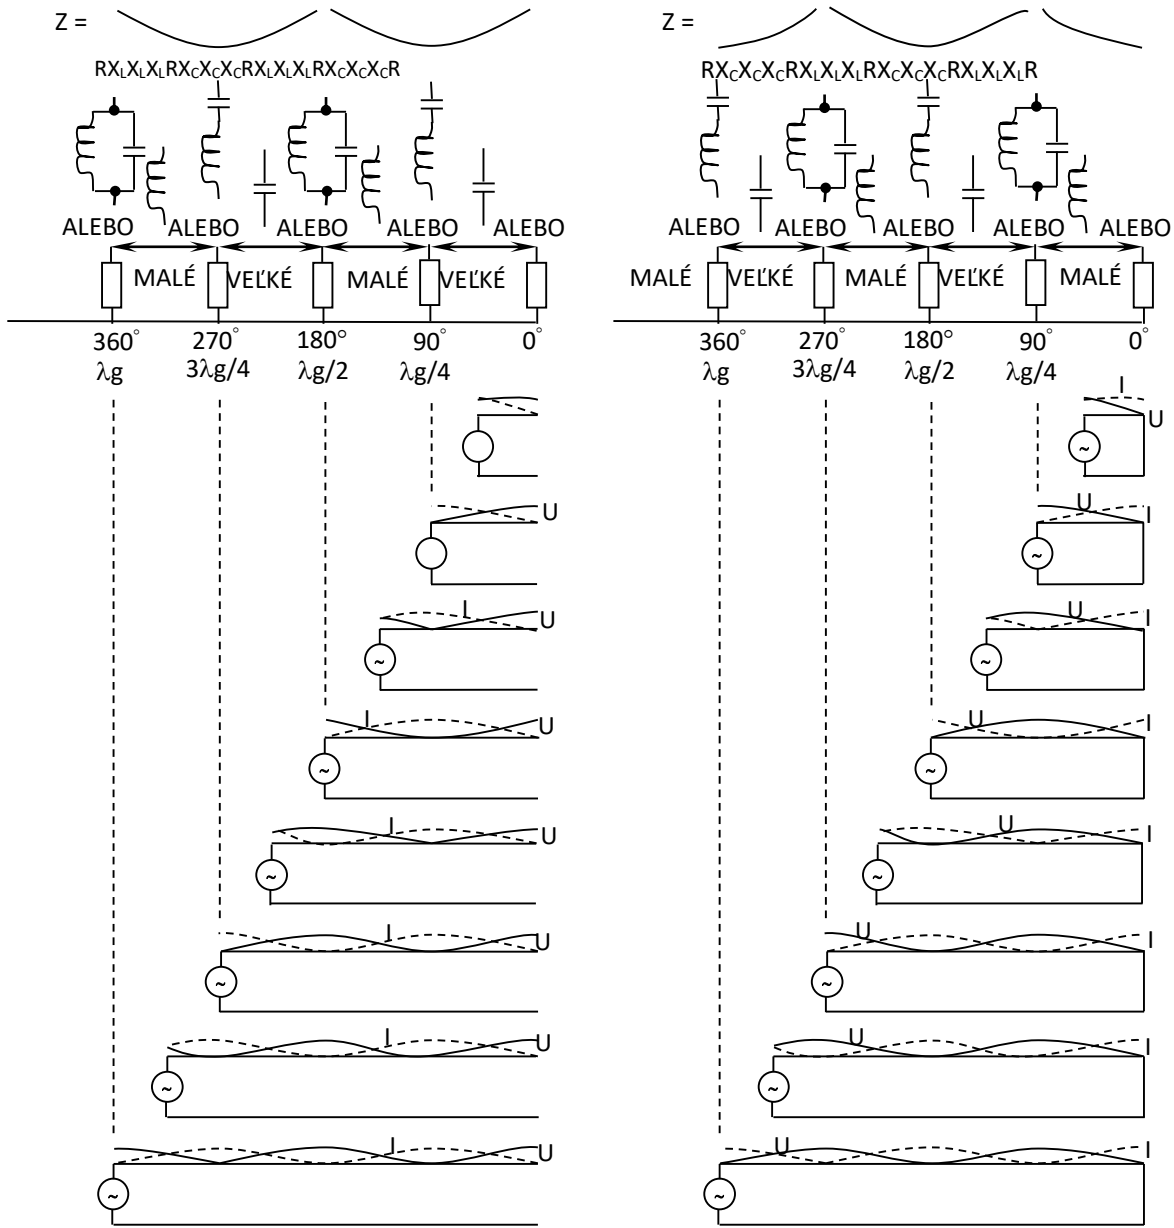 Z =
RX_LX_LX_LRX_CX_CX_CRX_LX_LX_LRX_CX_CX_CR
ALEBO ALEBO ALEBO ALEBO ALEBO
MALÉ VEĽKÉ MALÉ VEĽKÉ
360° 270° 180° 90° 0°
λg 3λg/4 λg/2 λg/4
U
I U
I U
I U
I U
I U
I U
Z =
RX_CX_CX_CRX_LX_LX_LRX_CX_CX_CRX_LX_LX_LR
ALEBO ALEBO ALEBO ALEBO ALEBO
MALÉ VEĽKÉ MALÉ VEĽKÉ MALÉ
360° 270° 180° 90° 0°
λg 3λg/4 λg/2 λg/4
I
U
~
U I
~
U I
~
U I
~
U I
~
U I
~
U I
~
U I
~